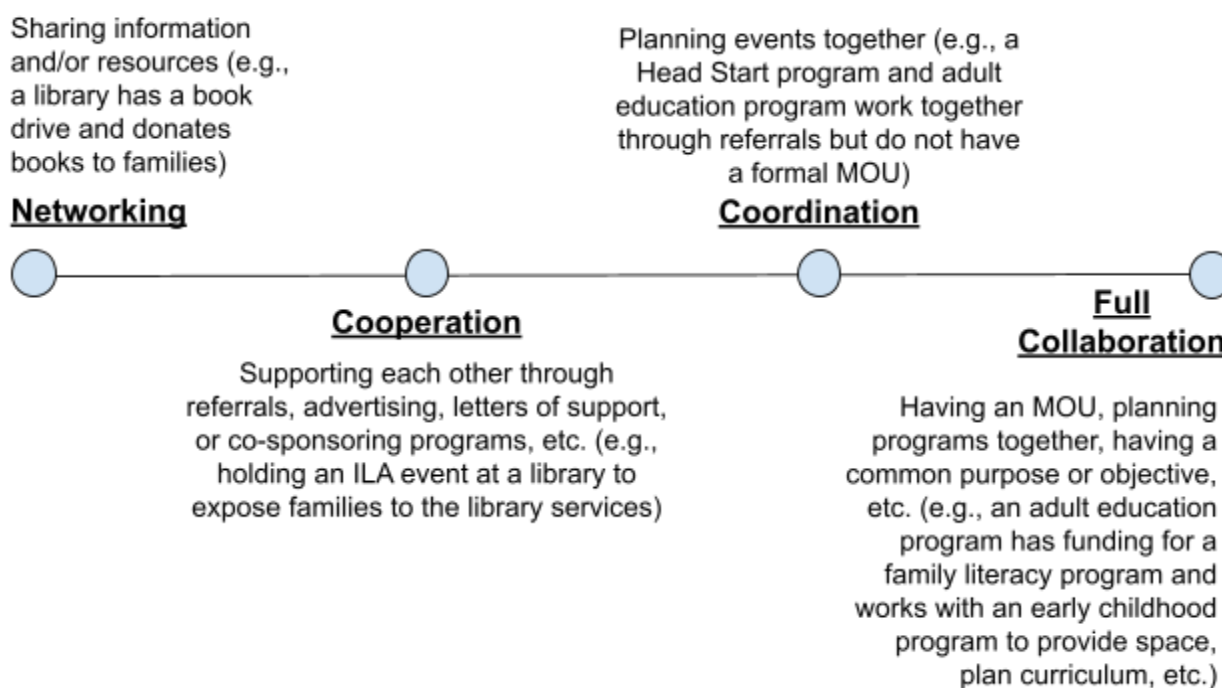 Sharing information
and/or resources (e.g.,
a library has a book
drive and donates
books to families)
Networking
Cooperation
Supporting each other through
referrals, advertising, letters of support,
or co-sponsoring programs, etc. (e.g.,
holding an ILA event at a library to
expose families to the library services)
Planning events together (e.g., a
Head Start program and adult
education program work together
through referrals but do not have
a formal MOU)
Coordination
Full
Collaboration
Having an MOU, planning
programs together, having a
common purpose or objective,
etc. (e.g., an adult education
program has funding for a
family literacy program and
works with an early childhood
program to provide space,
plan curriculum, etc.)